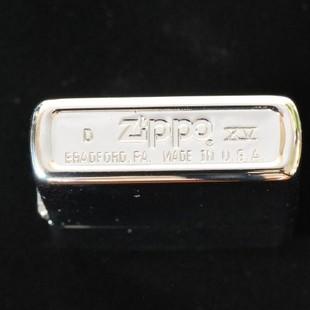 D Zippo XV
BRADFORD, PA. MADE IN U.S.A